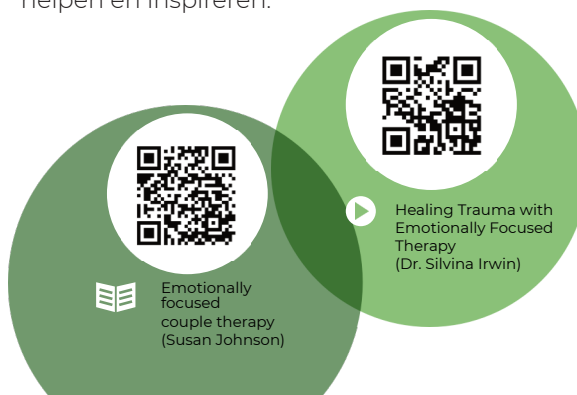 helpen en inspireren.
Healing Trauma with
Emotionally Focused
Therapy
(Dr. Silvina Irwin)
Emotionally
focused
couple therapy
(Susan Johnson)